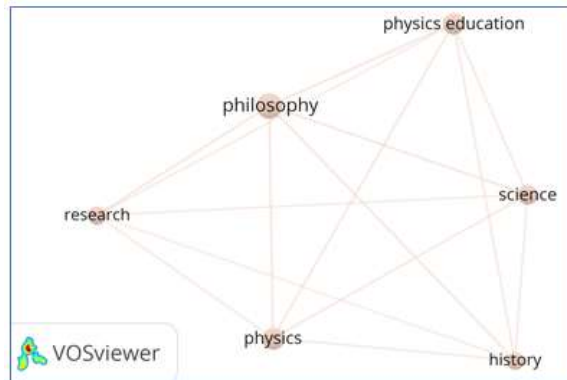 physics education
philosophy
science
research
physics
history
VOSviewer